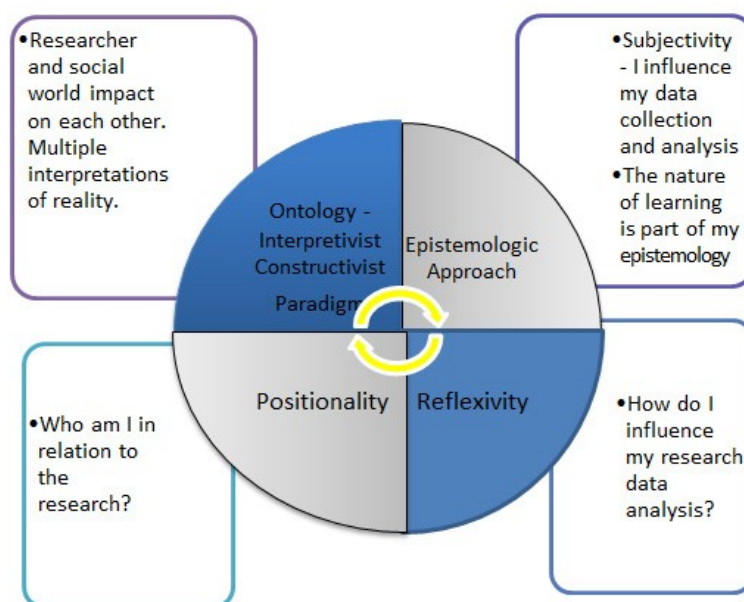 •Researcher
and social
world impact
on each other.
Multiple
interpretations
of reality.
•Subjectivity
- I influence
my data
collection
and analysis
•The nature
of learning
is part of my
epistemology
Ontology -
Interpretivist
Constructivist
Paradigm
Epistemologic
Approach
Positionality
Reflexivity
•Who am I in
relation to
the
research?
•How do I
influence
my research
data
analysis?